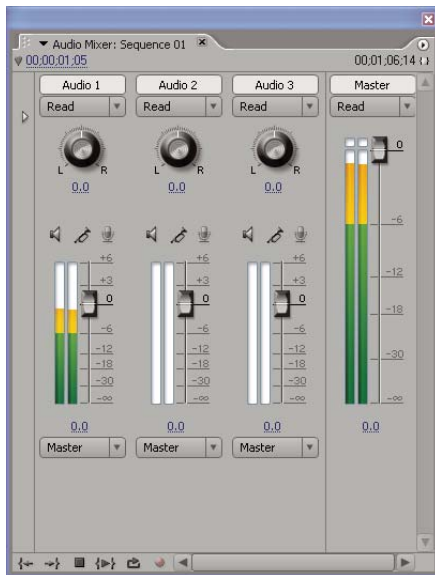 Audio Mixer: Sequence 01
00;00;01;05 00;01;06;14
Audio 1 Audio 2 Audio 3 Master
Read Read Read Read
L R L R L R
0.0 0.0 0.0
+6 +6 +6 0
+3 +3 +3
0 0 0 -6
-6 -6 -6 -12
-12 -12 -12 -18
-18 -18 -18
-30 -30 -30 -30
-∞ -∞ -∞ -∞
0.0 0.0 0.0 0.0
Master Master Master